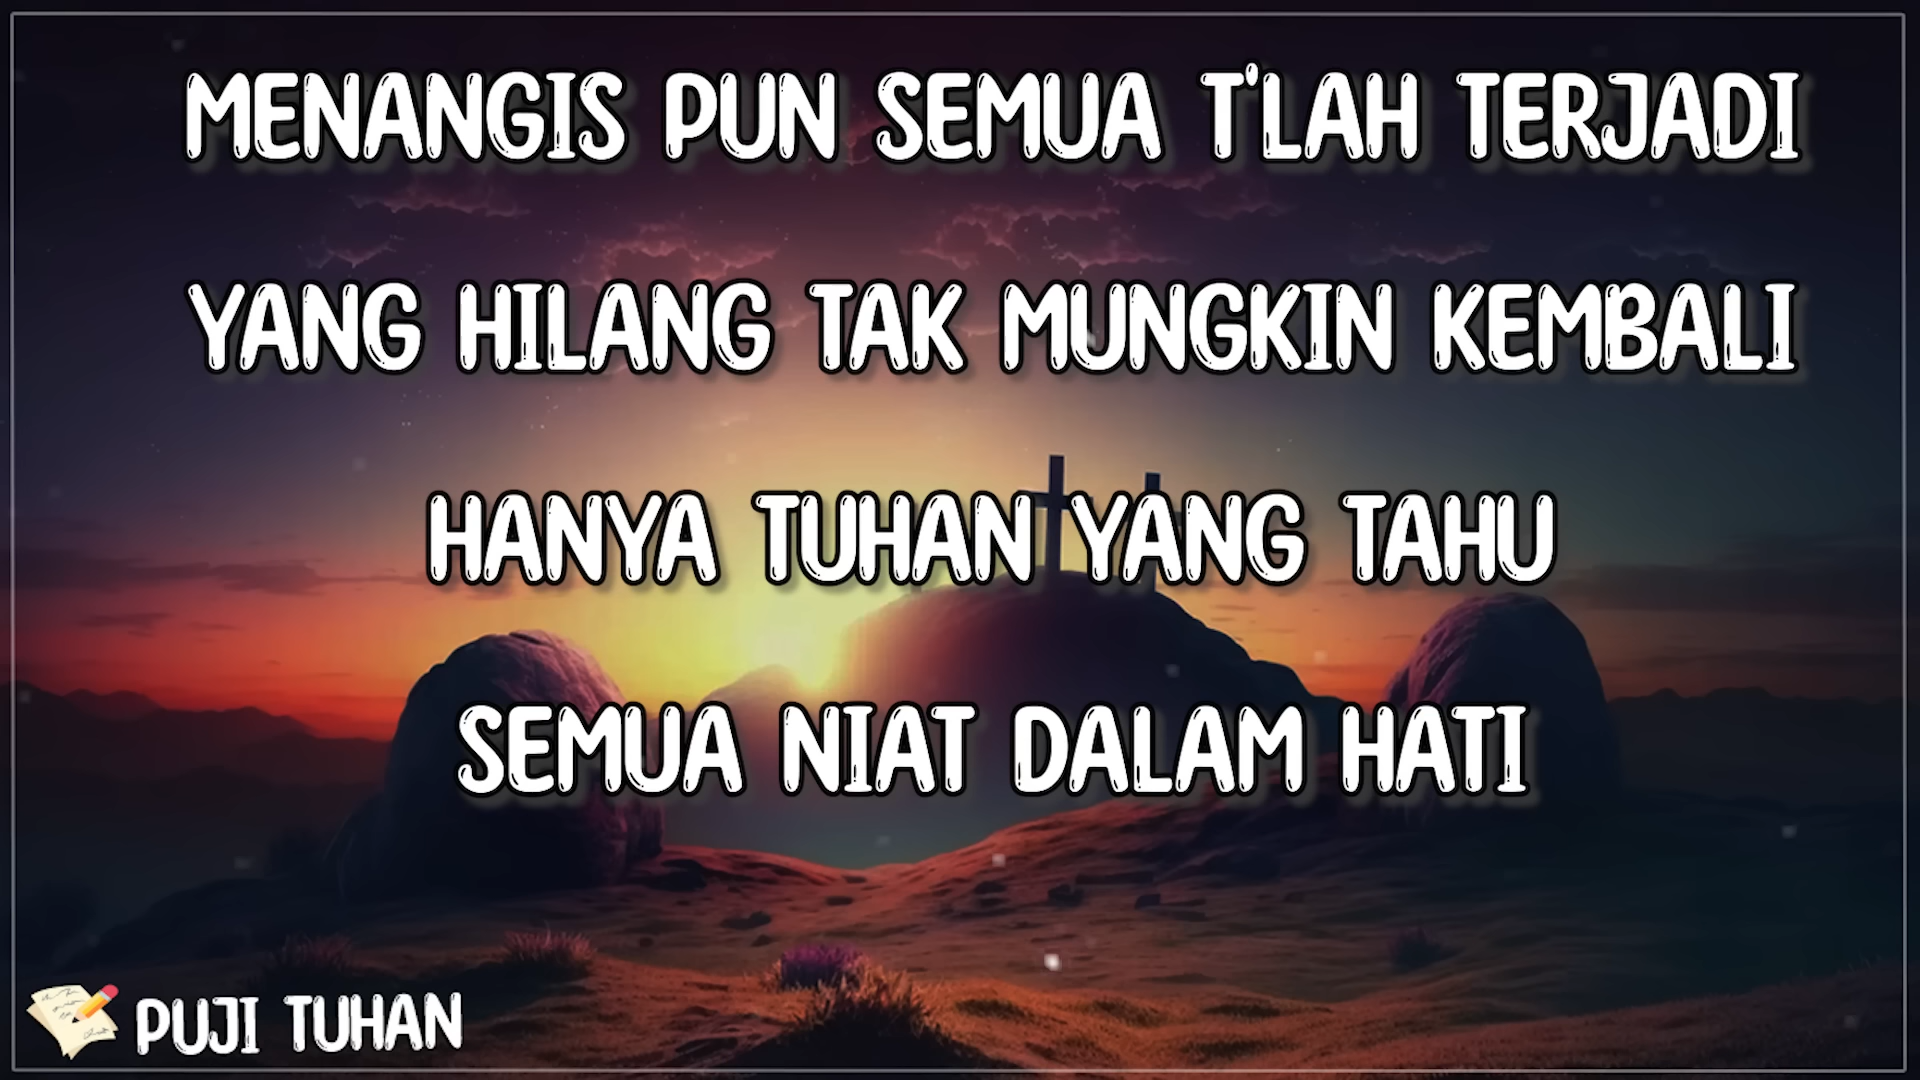 MENANGIS PUN SEMUA T'LAH TERJADI
YANG HILANG TAK MUNGKIN KEMBALI
HANYA TUHAN YANG TAHU
SEMUA NIAT DALAM HATI
PUJI TUHAN